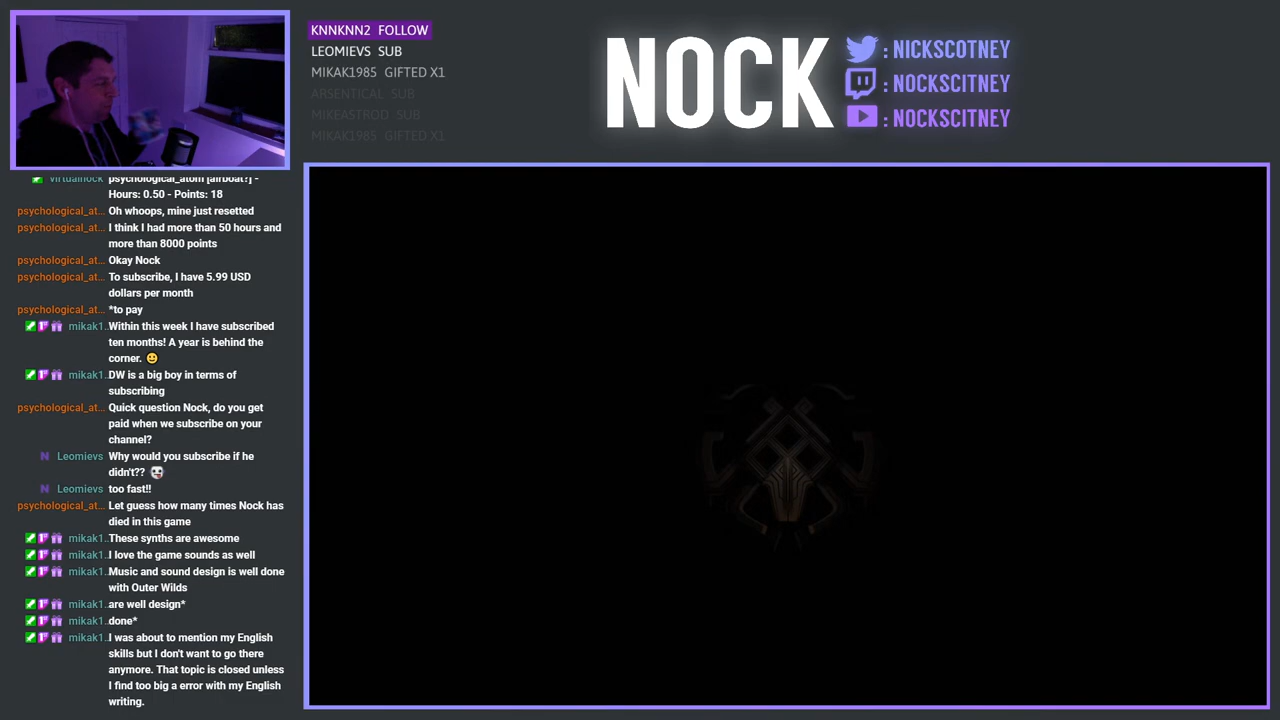 KNNKNN2 FOLLOW
LEOMIEVS SUB
MIKAK1985 GIFTED X1
ARSENTICAL SUB
MIKEASTROD SUB
MIKAK1985 GIFTED X1
NOCK
: NICKSCOTNEY
: NOCKSCITNEY
: NOCKSCITNEY
virtualnock psychological_atom [airboat?] -
Hours: 0.50 - Points: 18
psychological_at... Oh whoops, mine just resetted
psychological_at... I think I had more than 50 hours and
more than 8000 points
psychological_at... Okay Nock
psychological_at... To subscribe, I have 5.99 USD
dollars per month
psychological_at... *to pay
mikak1.. Within this week I have subscribed
ten months! A year is behind the
corner. 🙂
mikak1.. DW is a big boy in terms of
subscribing
psychological_at... Quick question Nock, do you get
paid when we subscribe on your
channel?
N Leomievs Why would you subscribe if he
didn't??
N Leomievs too fast!!
psychological_at... Let guess how many times Nock has
died in this game
mikak1.. These synths are awesome
mikak1.. I love the game sounds as well
mikak1.. Music and sound design is well done
with Outer Wilds
mikak1.. are well design*
mikak1.. done*
mikak1.. I was about to mention my English
skills but I don't want to go there
anymore. That topic is closed unless
I find too big a error with my English
writing.